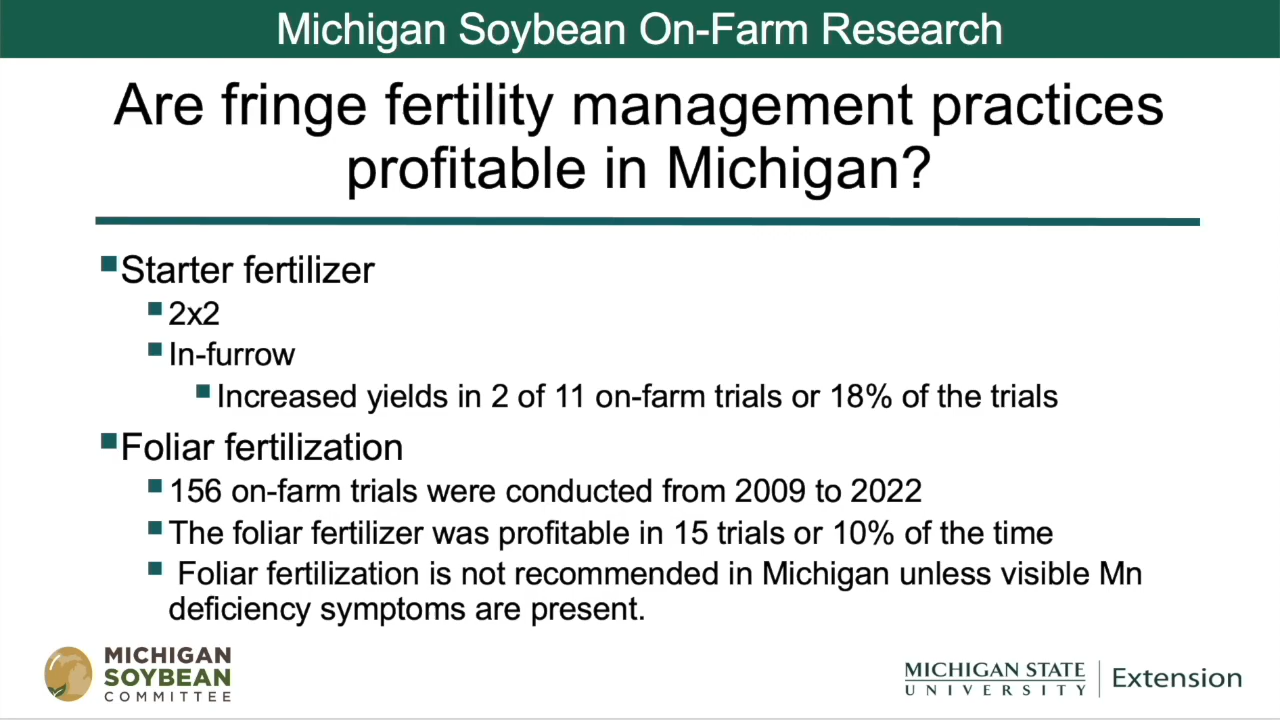 Michigan Soybean On-Farm Research
Are fringe fertility management practices
profitable in Michigan?
Starter fertilizer
2x2
In-furrow
Increased yields in 2 of 11 on-farm trials or 18% of the trials
Foliar fertilization
156 on-farm trials were conducted from 2009 to 2022
The foliar fertilizer was profitable in 15 trials or 10% of the time
Foliar fertilization is not recommended in Michigan unless visible Mn
deficiency symptoms are present.
MICHIGAN
SOYBEAN
COMMITTEE
MICHIGAN STATE
UNIVERSITY
Extension